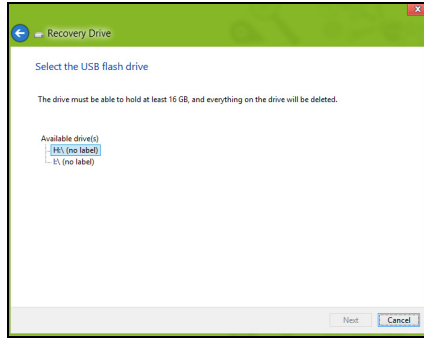 Recovery Drive
Select the USB flash drive
The drive must be able to hold at least 16 GB, and everything on the drive will be deleted.
Available drive(s)
H:\ (no label)
I:\ (no label)
Next Cancel